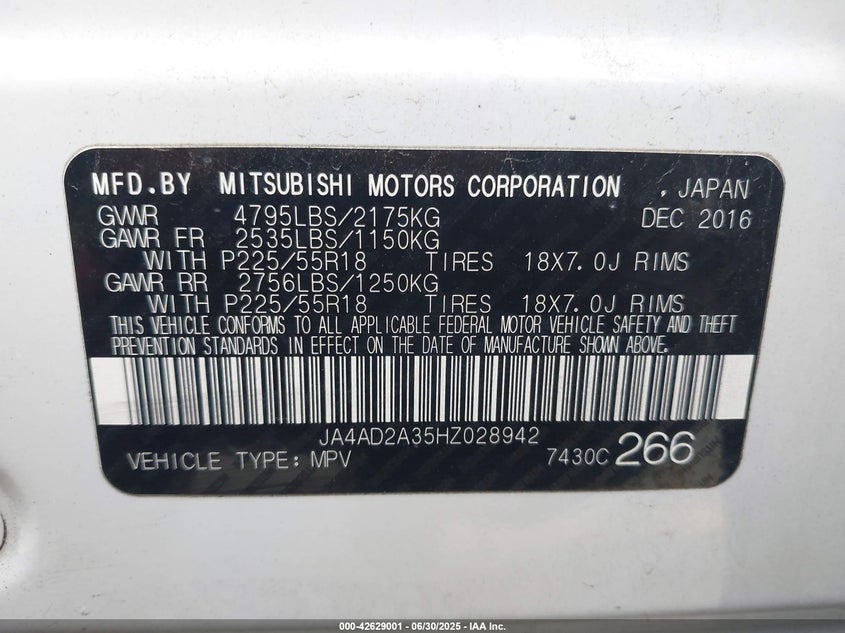 MFD.BY MITSUBISHI MOTORS CORPORATION , JAPAN
GVWR 4795LBS/2175KG DEC 2016
GAWR FR 2535LBS/1150KG
WITH P225/55R18 TIRES 18X7.0J RIMS
GAWR RR 2756LBS/1250KG
WITH P225/55R18 TIRES 18X7.0J RIMS
THIS VEHICLE CONFORMS TO ALL APPLICABLE FEDERAL MOTOR VEHICLE SAFETY AND THEFT
PREVENTION STANDARDS IN EFFECT ON THE DATE OF MANUFACTURE SHOWN ABOVE.
JA4AD2A35HZ028942
VEHICLE TYPE: MPV 7430C 266
000-42629001 - 06/30/2025 - IAA Inc.